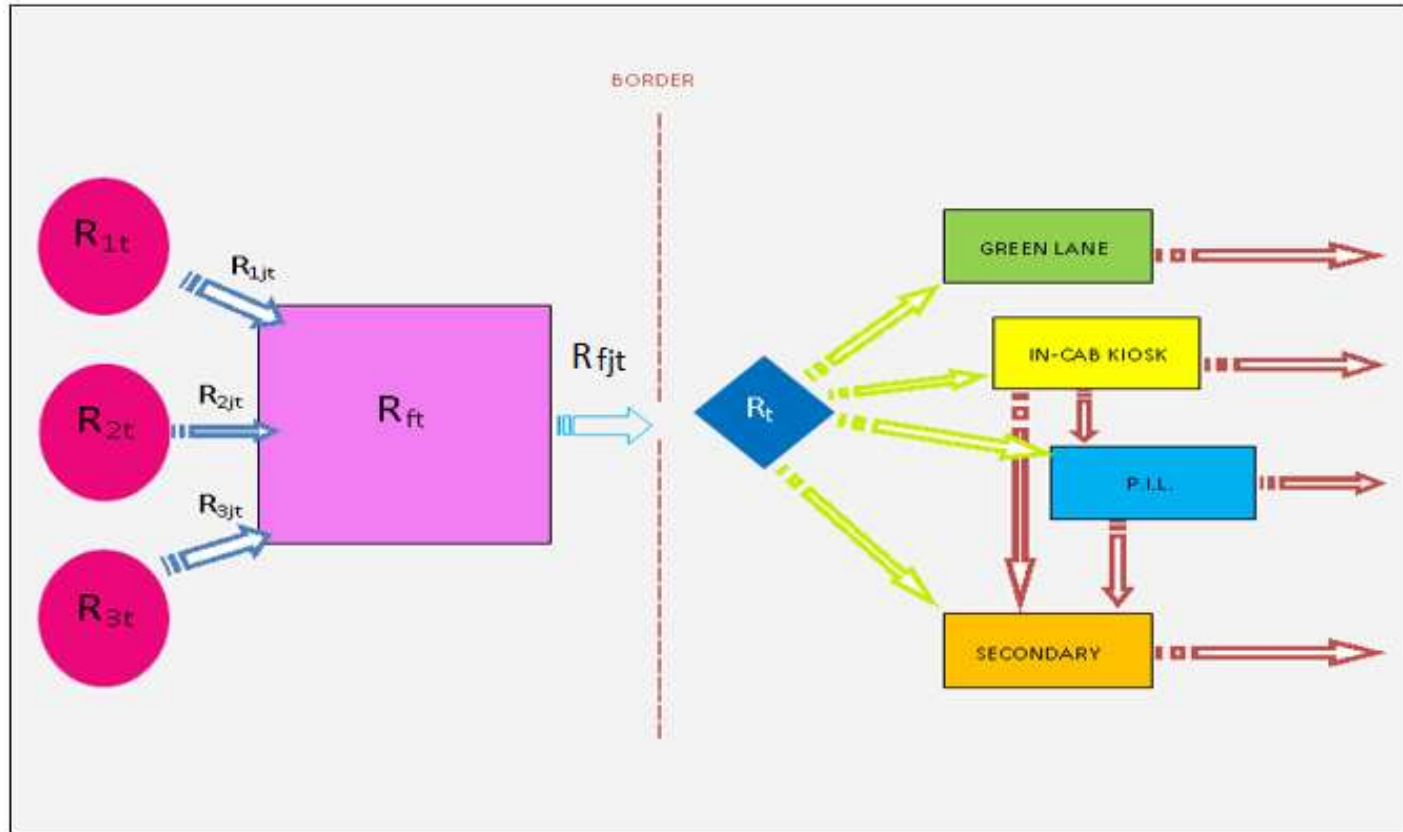 BORDER
R1t
R1jt
GREEN LANE
R2t
R2jt
Rft
Rfjt
Rt
IN-CAB KIOSK
R3jt
P.I.L.
R3t
SECONDARY